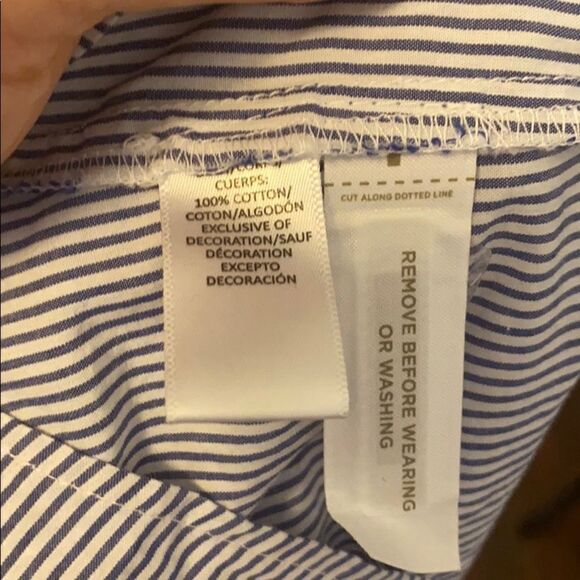 CUERPS:
100% COTTON/
COTON/ALGODÓN
EXCLUSIVE OF
DECORATION/SAUF
DÉCORATION
EXCEPTO
DECORACIÓN
CUT ALONG DOTTED LINE
REMOVE BEFORE WEARING
OR WASHING